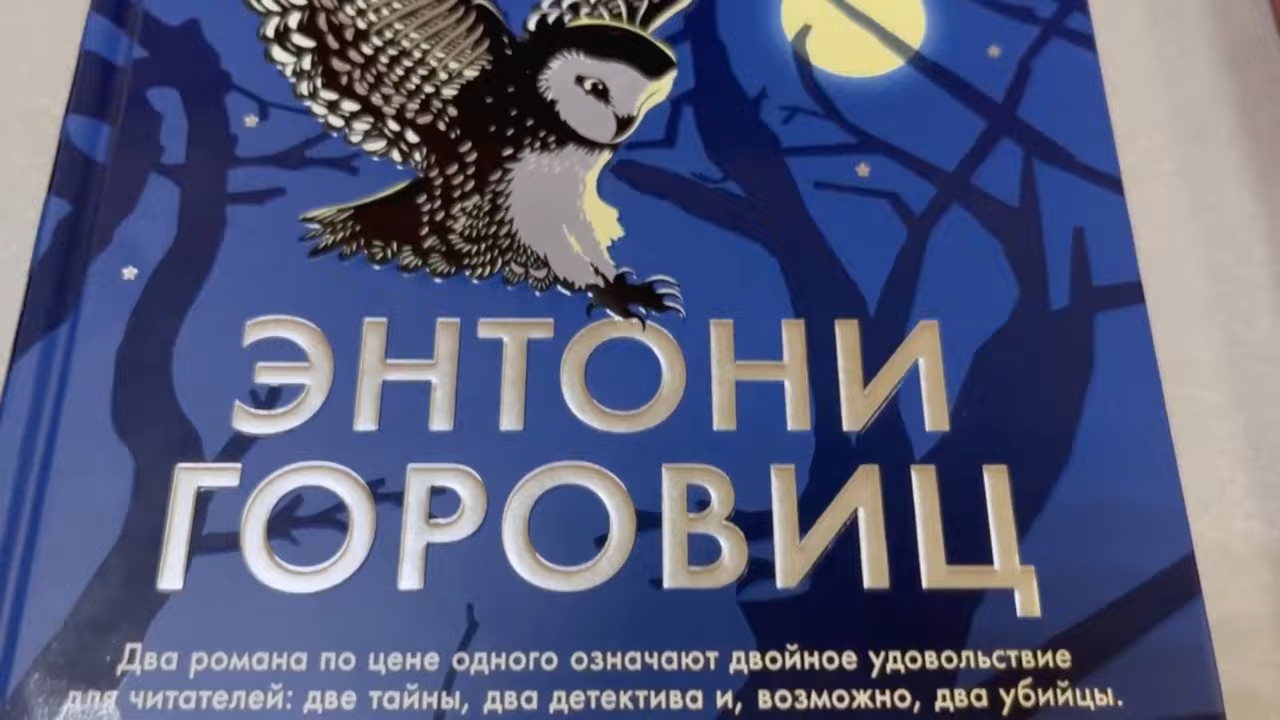 ЭНТОНИ
ГОРОВИЦ
Два романа по цене одного означают двойное удовольствие
для читателей: две тайны, два детектива и, возможно, два убийцы.